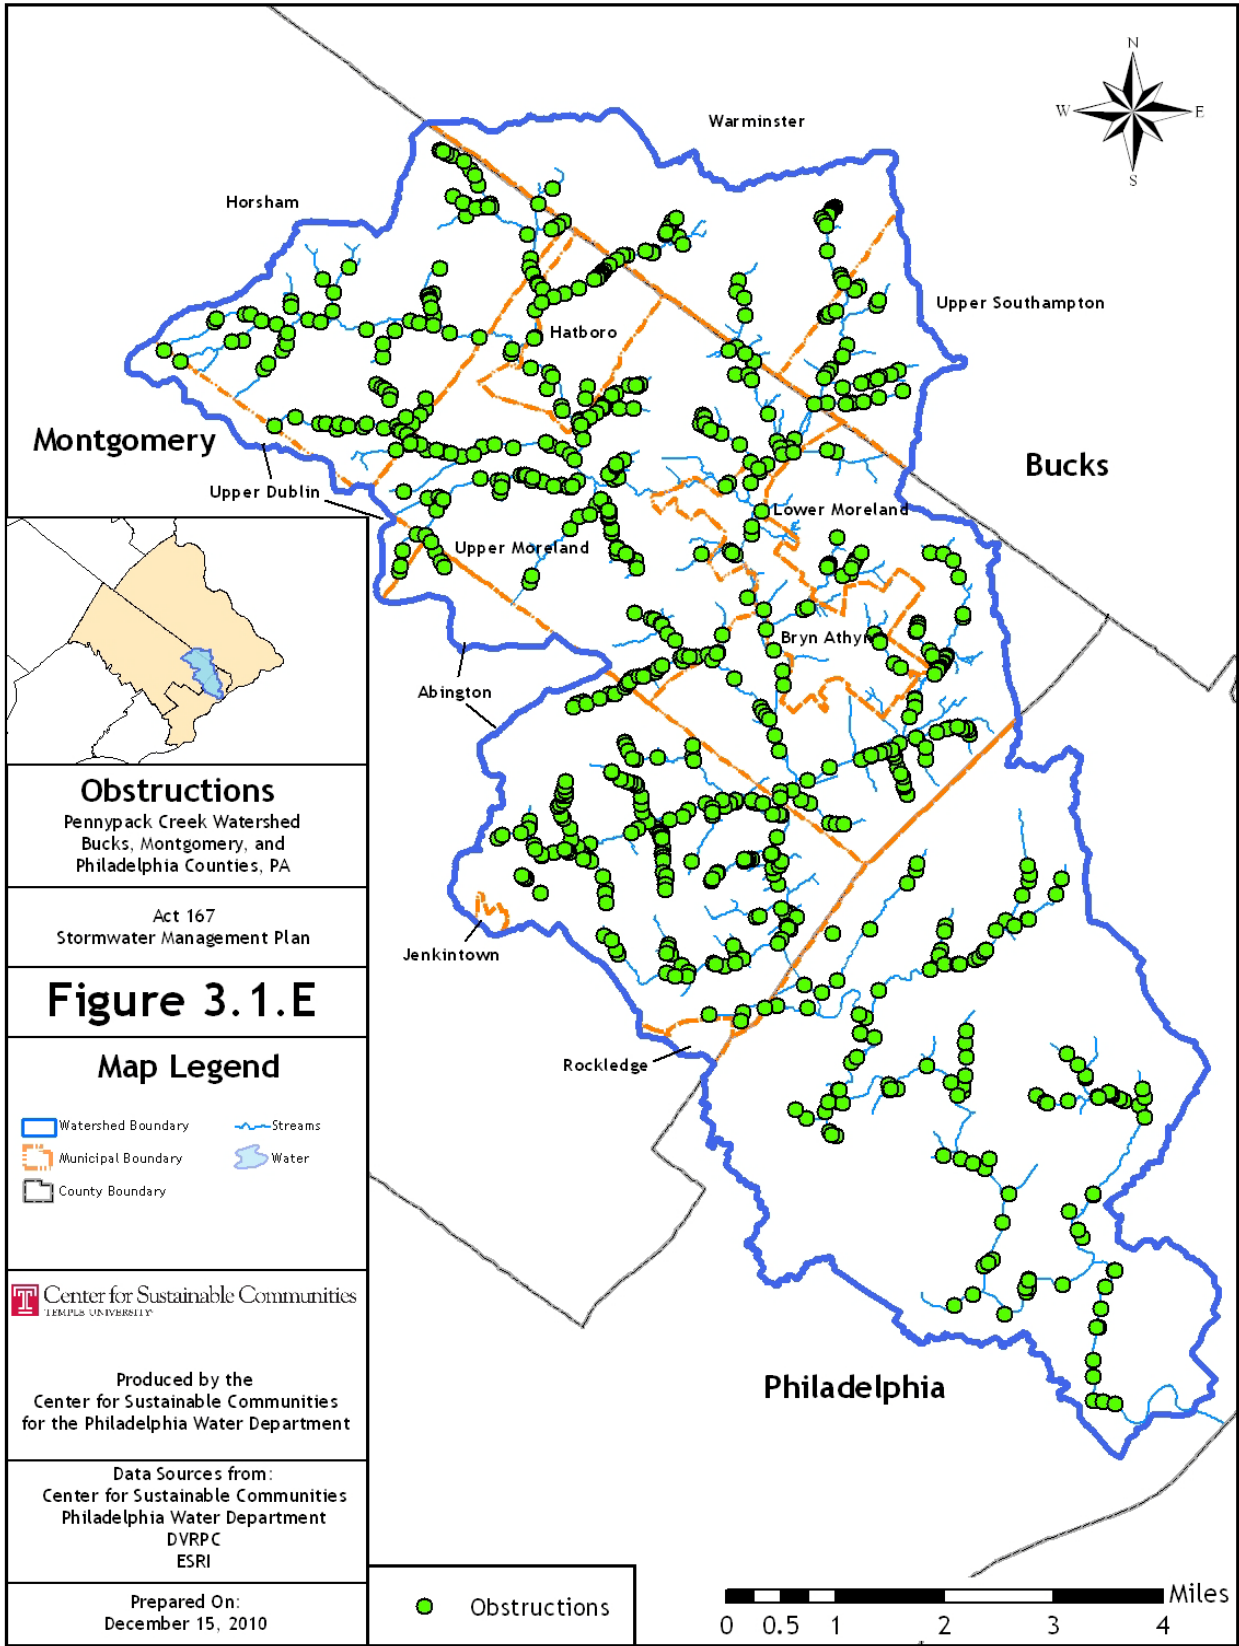 N
W
E
S
Warminster
Horsham
Upper Southampton
Hatboro
Montgomery
Bucks
Upper Dublin
Lower Moreland
Upper Moreland
Bryn Athyn
Abington
Jenkintown
Rockledge
Philadelphia
Obstructions
Pennypack Creek Watershed
Bucks, Montgomery, and
Philadelphia Counties, PA
Act 167
Stormwater Management Plan
Figure 3.1.E
Map Legend
Watershed Boundary
Streams
Municipal Boundary
Water
County Boundary
T Center for Sustainable Communities
TEMPLE UNIVERSITY
Produced by the
Center for Sustainable Communities
for the Philadelphia Water Department
Data Sources from:
Center for Sustainable Communities
Philadelphia Water Department
DVRPC
ESRI
Prepared On:
December 15, 2010
Obstructions
Miles
0 0.5 1 2 3 4